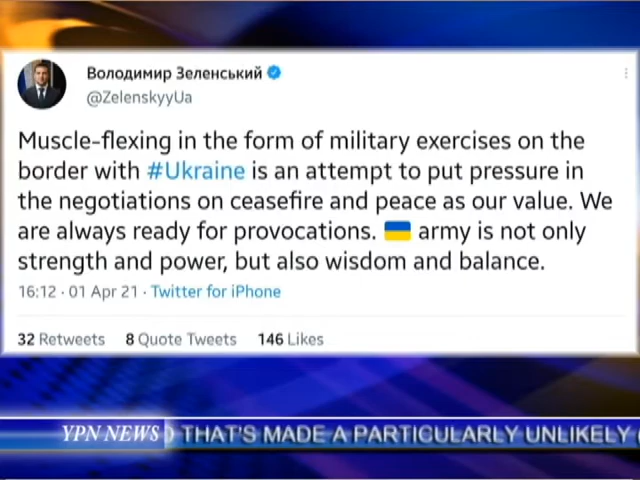 Володимир Зеленський
@ZelenskyyUa
Muscle-flexing in the form of military exercises on the
border with #Ukraine is an attempt to put pressure in
the negotiations on ceasefire and peace as our value. We
are always ready for provocations. 🇺🇦 army is not only
strength and power, but also wisdom and balance.
16:12 · 01 Apr 21 · Twitter for iPhone
32 Retweets 8 Quote Tweets 146 Likes
YPN NEWS THAT'S MADE A PARTICULARLY UNLIKELY